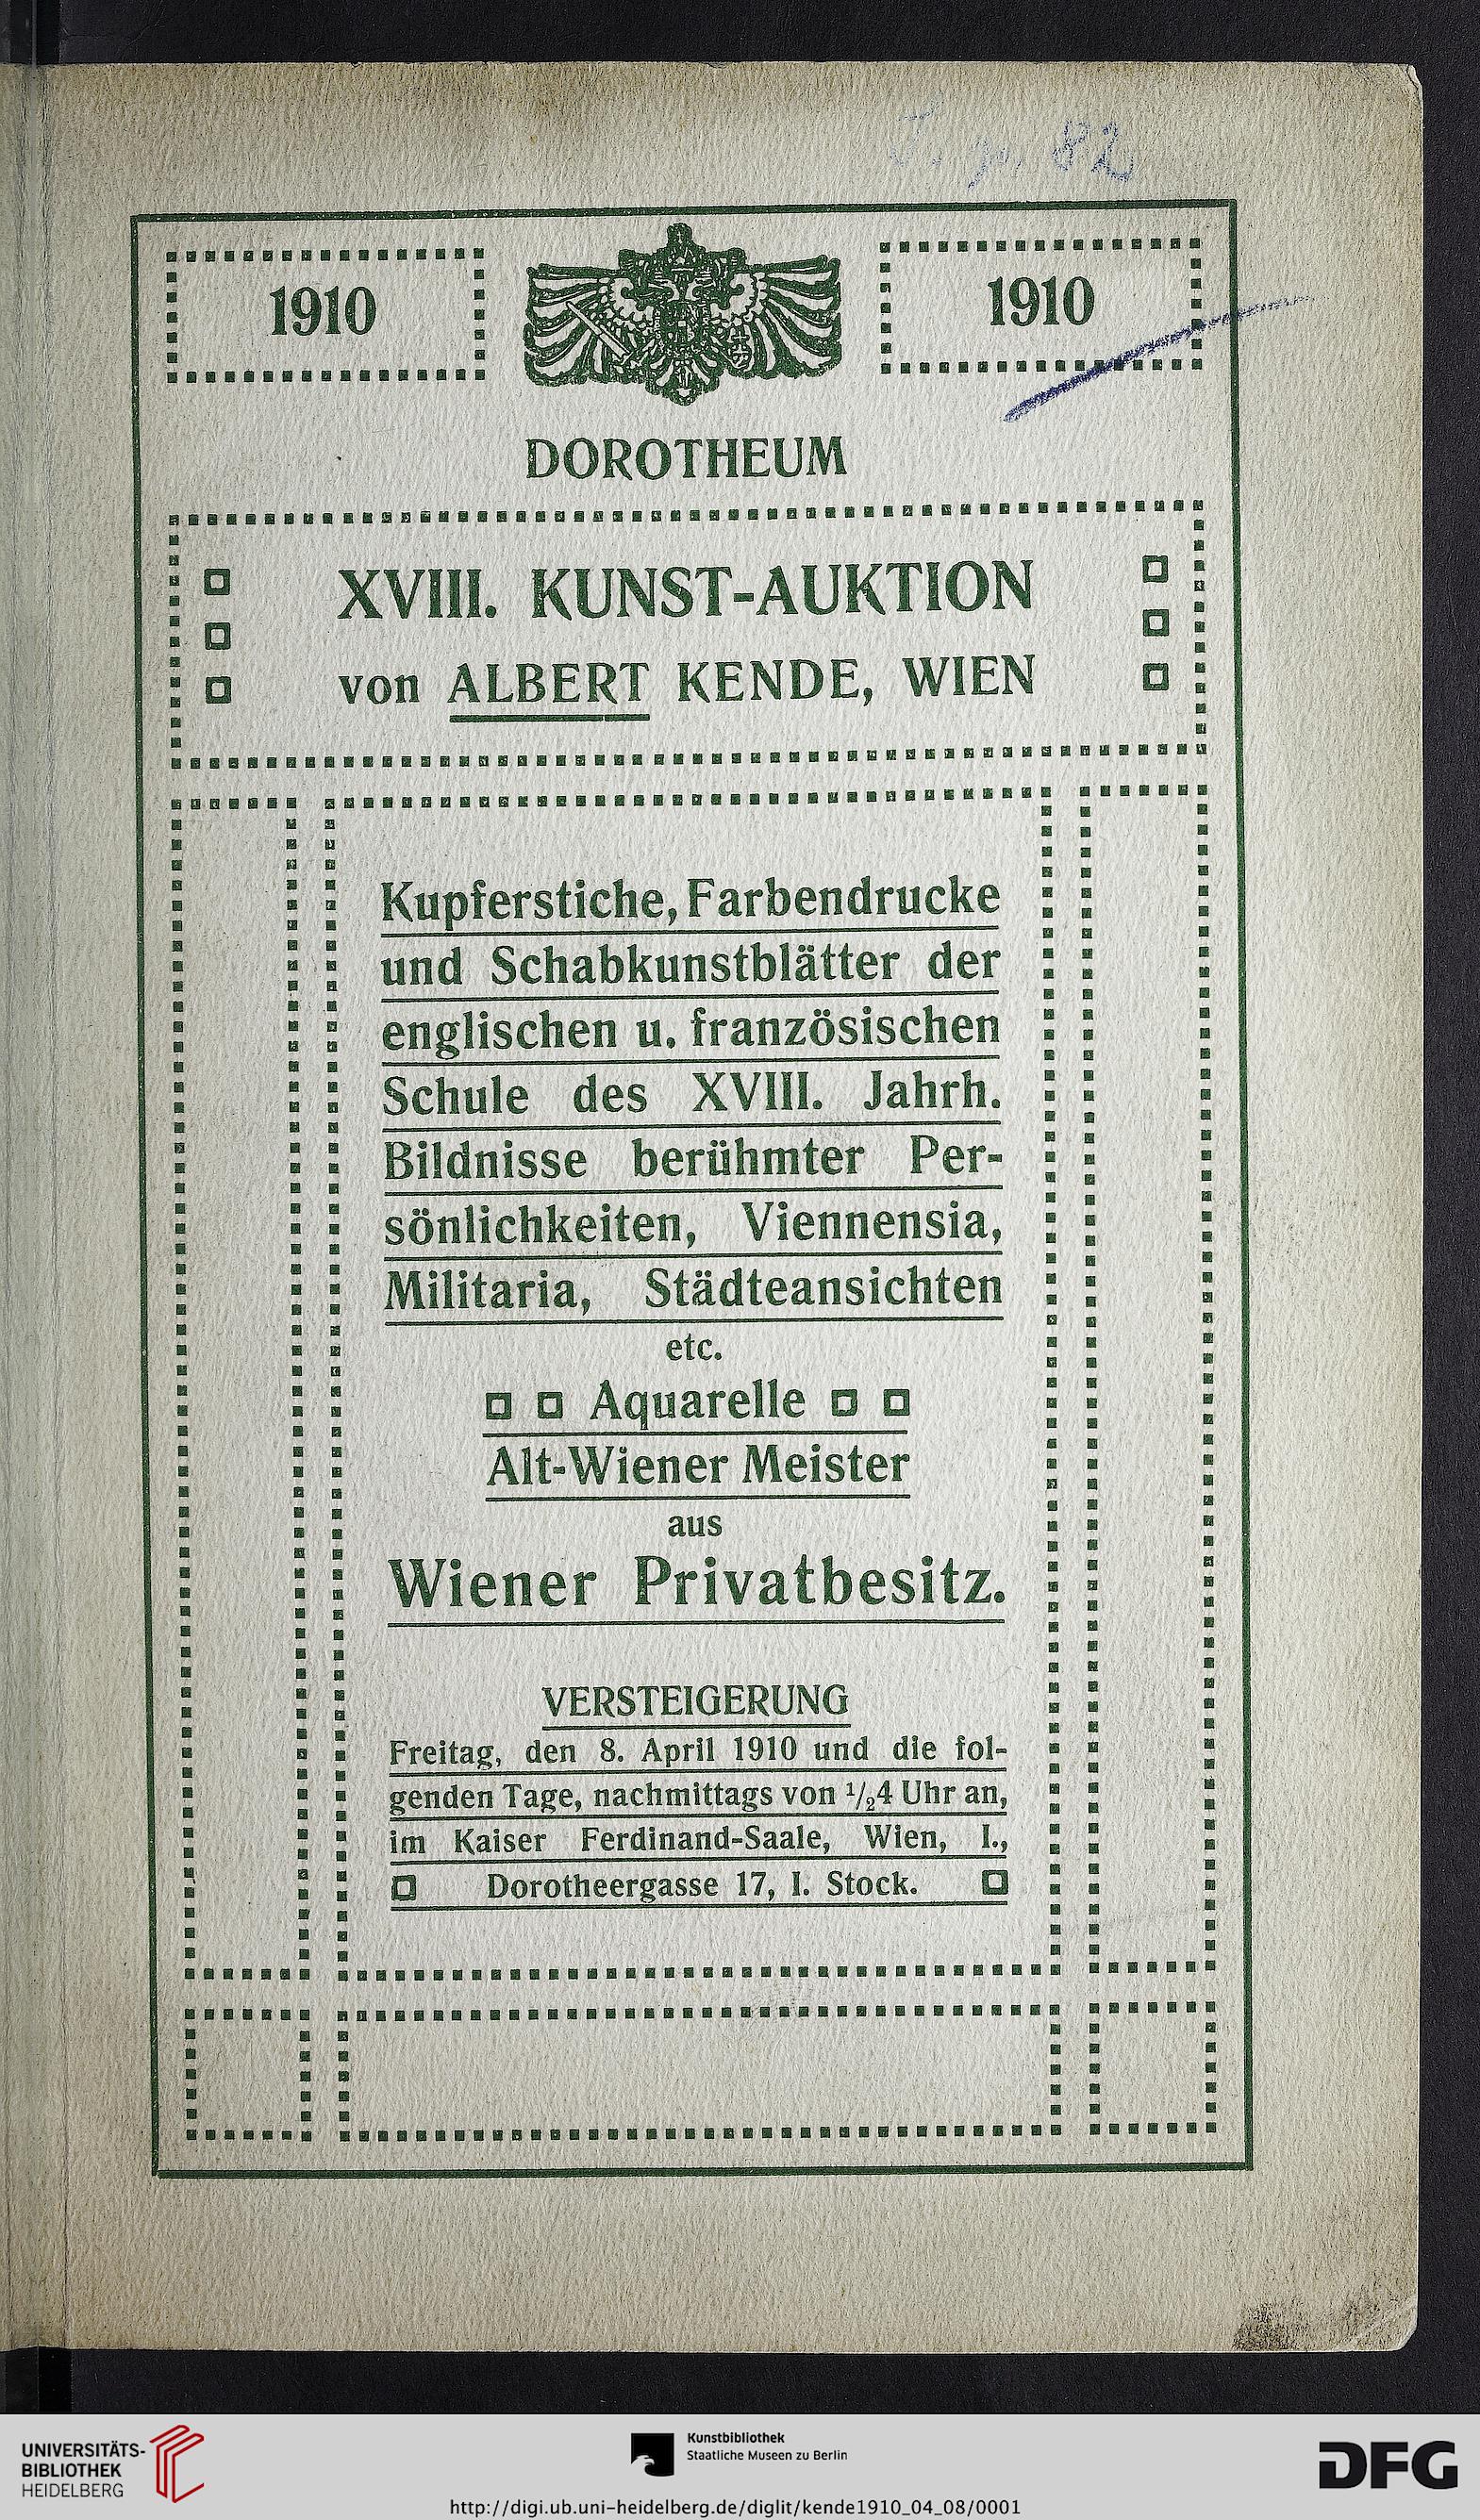 82
1910
1910
DOROTHEUM
XVIII. KUNST-AUKTION
von ALBERT KENDE, WIEN
Kupferstiche, Farbendrucke
und Schabkunstblätter der
englischen u. französischen
Schule des XVIII. Jahrh.
Bildnisse berühmter Per-
sönlichkeiten, Viennensia,
Militaria, Städteansichten
etc.
Aquarelle
Alt-Wiener Meister
aus
Wiener Privatbesitz.
VERSTEIGERUNG
Freitag, den 8. April 1910 und die fol-
genden Tage, nachmittags von 1/2 4 Uhr an,
im Kaiser Ferdinand-Saale, Wien, I.,
Dorotheergasse 17, I. Stock.
UNIVERSITÄTS-
BIBLIOTHEK
HEIDELBERG
Kunstbibliothek
Staatliche Museen zu Berlin
DFG
http://digi.ub.uni-heidelberg.de/diglit/kende1910_04_08/0001